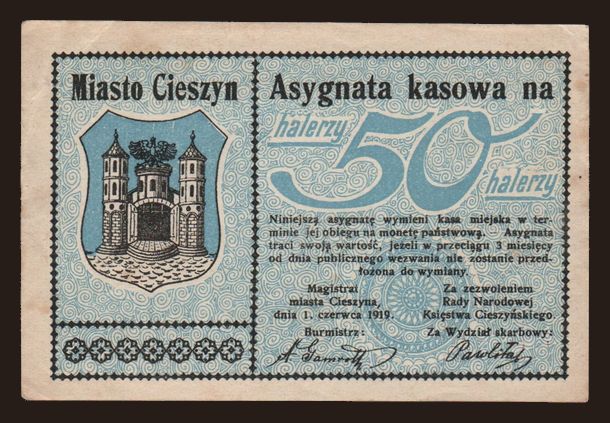 Miasto Cieszyn
Asygnata kasowa na
halerzy 50 halerzy
Niniejszą asygnatę wymieni kasa miejska w ter-
minie jej obiegu na monetę państwową. — Asygnata
traci swoją wartość, jeżeli w przeciągu 3 miesięcy
od dnia publicznego wezwania nie zostanie przed-
łożona do wymiany.
Magistrat
miasta Cieszyna,
dnia 1. czerwca 1919.
Burmistrz:
Za zezwoleniem
Rady Narodowej
Księstwa Cieszyńskiego
Za Wydział skarbowy: